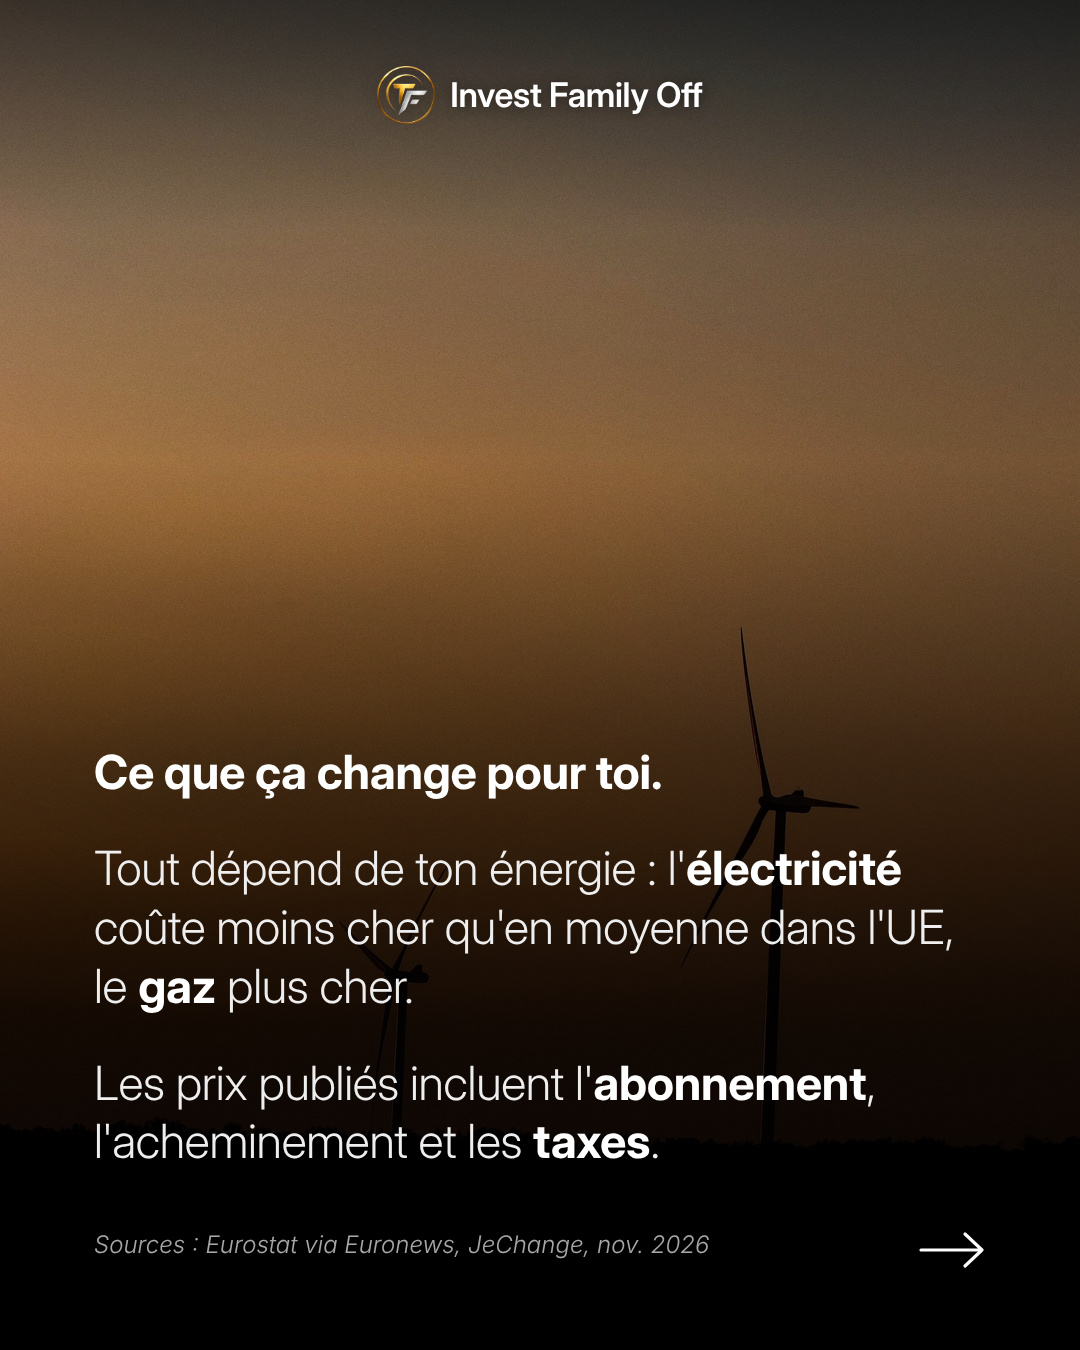 Invest Family Off
Ce que ça change pour toi.
Tout dépend de ton énergie : l'électricité
coûte moins cher qu'en moyenne dans l'UE,
le gaz plus cher.
Les prix publiés incluent l'abonnement,
l'acheminement et les taxes.
Sources : Eurostat via Euronews, JeChange, nov. 2026